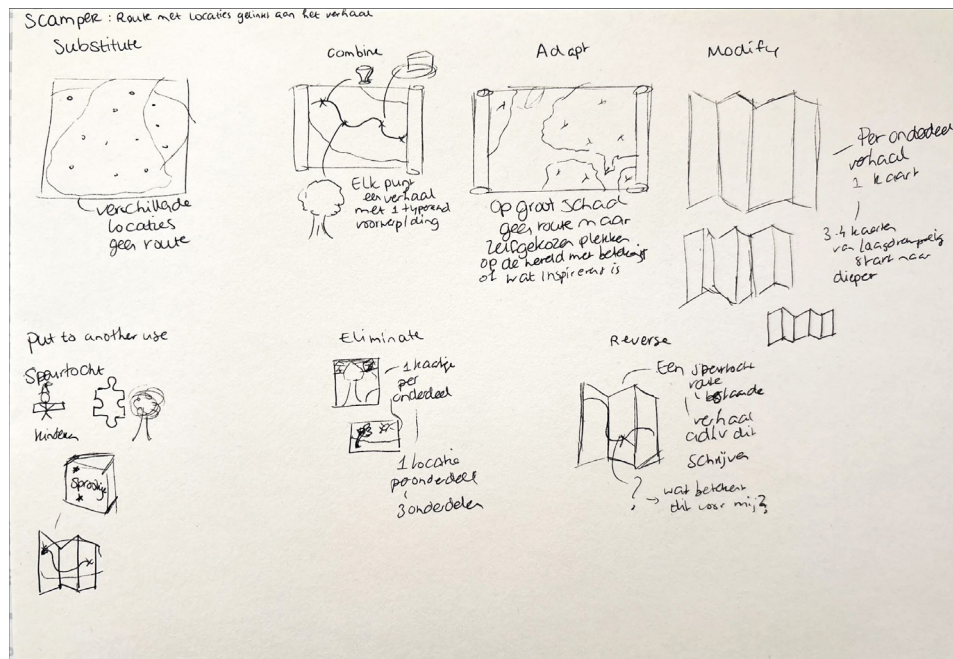 SCAMPER : Route met Locaties gelinkt aan het verhaal
Substitute
verschillende
locaties
geen route
Combine
Elk punt
een verhaal
met 1 typerend
voorwerp/ding
Adapt
Op groot schaal
geen route maar
zelfgekozen plekken
op de wereld met betekenis
of wat inspirerent is
Modify
Per onderdeel
verhaal
1 kaart
3-4 kaarten
van laagdrempelig
start naar
dieper
Put to another use
Speurtocht
kinderen
Sprookje
Eliminate
1 kaartje
per
onderdeel
1 locatie
per onderdeel
3 onderdelen
Reverse
Een speurtocht
route
bestaande
verhaal
adhv dit
schrijven
?
wat betekent
dit voor mij?